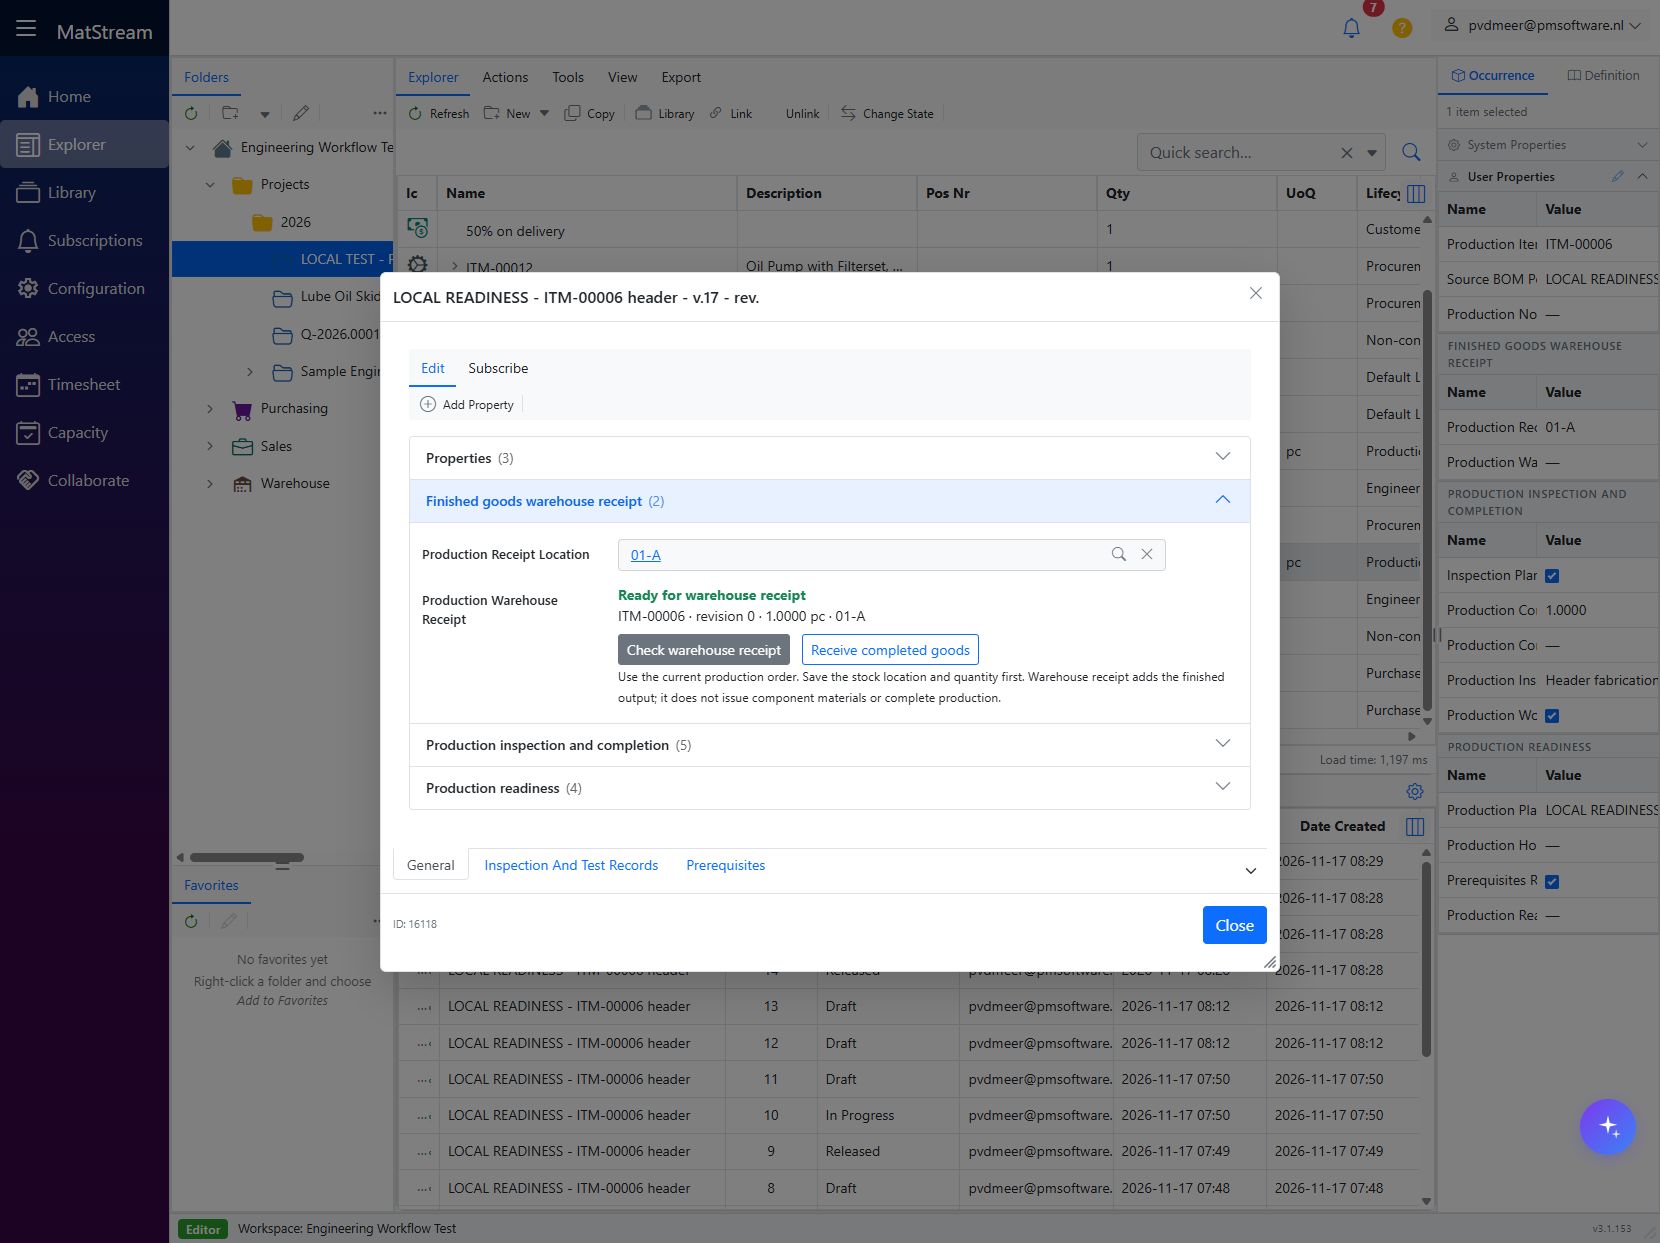 MatStream
7
pvdmeer@pmsoftware.nl
Home
Explorer
Library
Subscriptions
Configuration
Access
Timesheet
Capacity
Collaborate
Folders
Engineering Workflow Te
Projects
2026
LOCAL TEST -
Lube Oil Skid
Q-2026.0001
Sample Engi
Purchasing
Sales
Warehouse
Favorites
No favorites yet
Right-click a folder and choose
Add to Favorites
Explorer Actions Tools View Export
Refresh New Copy Library Link Unlink Change State
Quick search...
Ic Name Description Pos Nr Qty UoQ Lifecy
50% on delivery 1 Custome
ITM-00012 Oil Pump with Filterset, ... 1 Procuren
Procuren
Non-con
Default L
Default L
pc Producti
Engineer
Procuren
pc Producti
Engineer
Non-con
Purchase
Purchase
Load time: 1,197 ms
LOCAL READINESS - ITM-00006 header - v.17 - rev.
Edit Subscribe
Add Property
Properties (3)
Finished goods warehouse receipt (2)
Production Receipt Location 01-A
Production Warehouse
Receipt
Ready for warehouse receipt
ITM-00006 · revision 0 · 1.0000 pc · 01-A
Check warehouse receipt Receive completed goods
Use the current production order. Save the stock location and quantity first. Warehouse receipt adds the finished
output; it does not issue component materials or complete production.
Production inspection and completion (5)
Production readiness (4)
General Inspection And Test Records Prerequisites
ID: 16118
Close
Date Created
2026-11-17 08:29
2026-11-17 08:28
2026-11-17 08:28
2026-11-17 08:28
LOCAL READINESS - ITM-00006 header 13 Draft pvdmeer@pmsoftware. 2026-11-17 08:12 2026-11-17 08:12
LOCAL READINESS - ITM-00006 header 12 Draft pvdmeer@pmsoftware. 2026-11-17 08:12 2026-11-17 08:12
LOCAL READINESS - ITM-00006 header 11 Draft pvdmeer@pmsoftware. 2026-11-17 07:50 2026-11-17 07:50
LOCAL READINESS - ITM-00006 header 10 In Progress pvdmeer@pmsoftware. 2026-11-17 07:50 2026-11-17 07:50
LOCAL READINESS - ITM-00006 header 9 Released pvdmeer@pmsoftware. 2026-11-17 07:49 2026-11-17 07:49
LOCAL READINESS - ITM-00006 header 8 Draft pvdmeer@pmsoftware. 2026-11-17 07:48 2026-11-17 07:48
Occurrence Definition
1 item selected
System Properties
User Properties
Name Value
Production Iter ITM-00006
Source BOM Po LOCAL READINESS
Production No —
FINISHED GOODS WAREHOUSE
RECEIPT
Name Value
Production Rec 01-A
Production Wa —
PRODUCTION INSPECTION AND
COMPLETION
Name Value
Inspection Plar
Production Co 1.0000
Production Co —
Production Ins Header fabrication
Production Wo
PRODUCTION READINESS
Name Value
Production Pla LOCAL READINESS
Production Ho —
Prerequisites R
Production Rea —
Editor Workspace: Engineering Workflow Test
v3.1.153